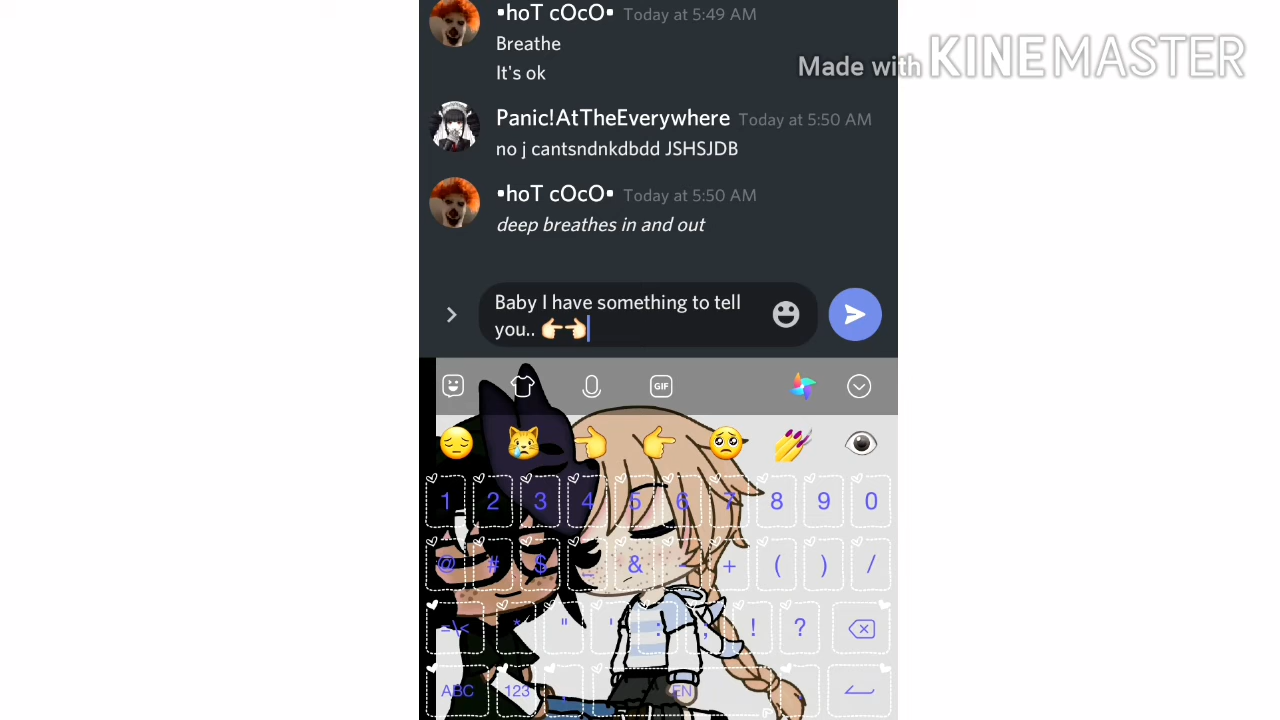 •hoT cOcO• Today at 5:49 AM
Breathe
It's ok
Made with KINEMASTER
Panic!AtTheEverywhere Today at 5:50 AM
no j cantsndnkdbdd JSHSJDB
•hoT cOcO• Today at 5:50 AM
deep breathes in and out
Baby I have something to tell
you.. 👉🏻👈🏻
GIF
1 2 3 4 5 6 7 8 9 0
@ # $ _ & - + ( ) /
=\< * " ' : ; ! ?
ABC 123 , EN .